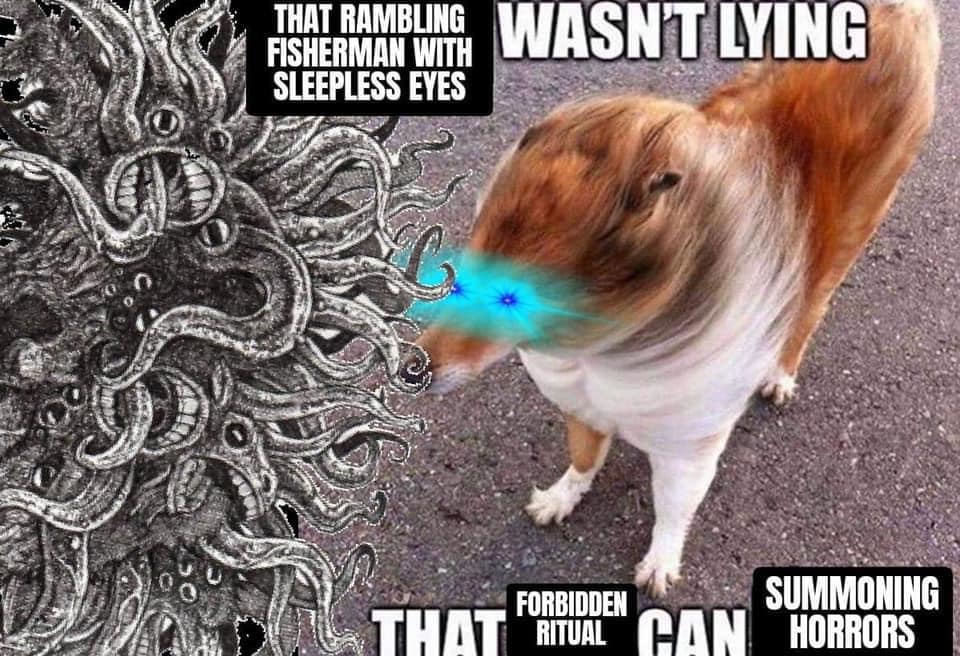 THAT RAMBLING
FISHERMAN WITH
SLEEPLESS EYES
WASN'T LYING
THAT
FORBIDDEN
RITUAL
CAN
SUMMONING
HORRORS